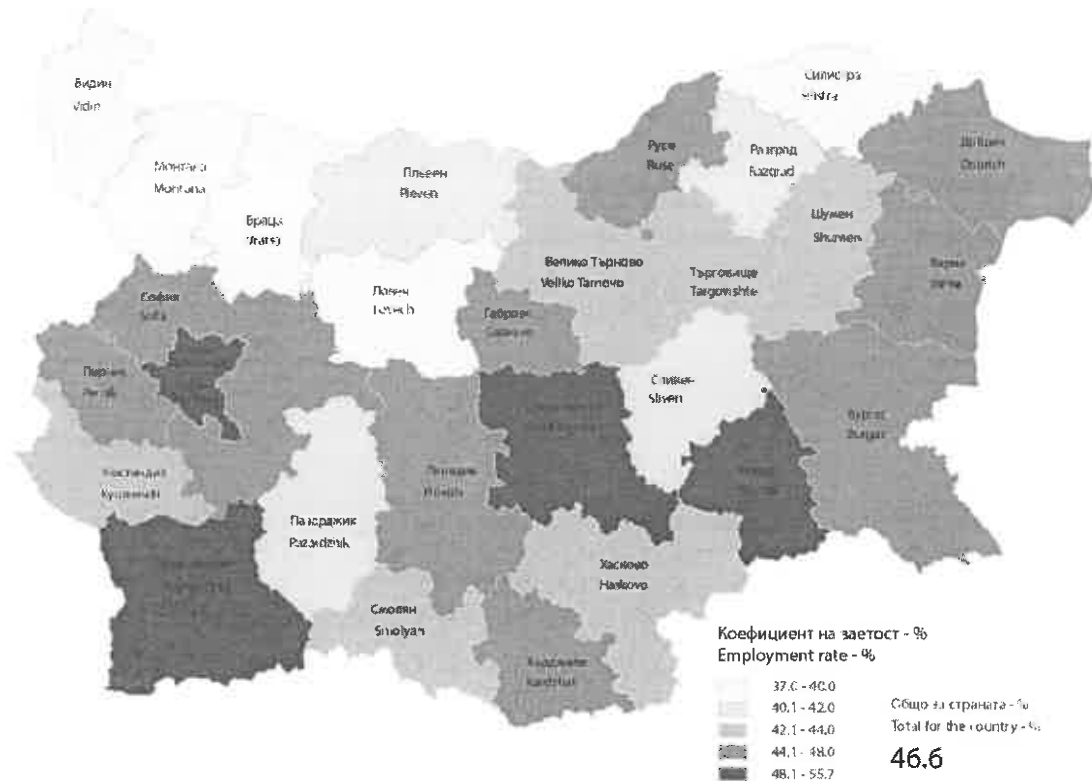 Видин
Vidin
Монтана
Montana
Враца
Vratsa
Плевен
Pleven
Ловеч
Lovech
Русе
Ruse
Разград
Razgrad
Силистра
Silistra
Добрич
Dobrich
Шумен
Shumen
Варна
Varna
Велико Търново
Veliko Tarnovo
Търговище
Targovishte
Габрово
Gabrovo
София
Sofia
Перник
Pernik
Кюстендил
Kyustendil
Пазарджик
Pazardzhik
Пловдив
Plovdiv
Сливен
Sliven
Бургас
Burgas
Хасково
Haskovo
Смолян
Smolyan
Кърджали
Kardzhali
Коефициент на заетост - %
Employment rate - %
37.0 - 40.0
40.1 - 42.0
42.1 - 44.0
44.1 - 48.0
48.1 - 55.7
Общо за страната - %
Total for the country - %
46.6